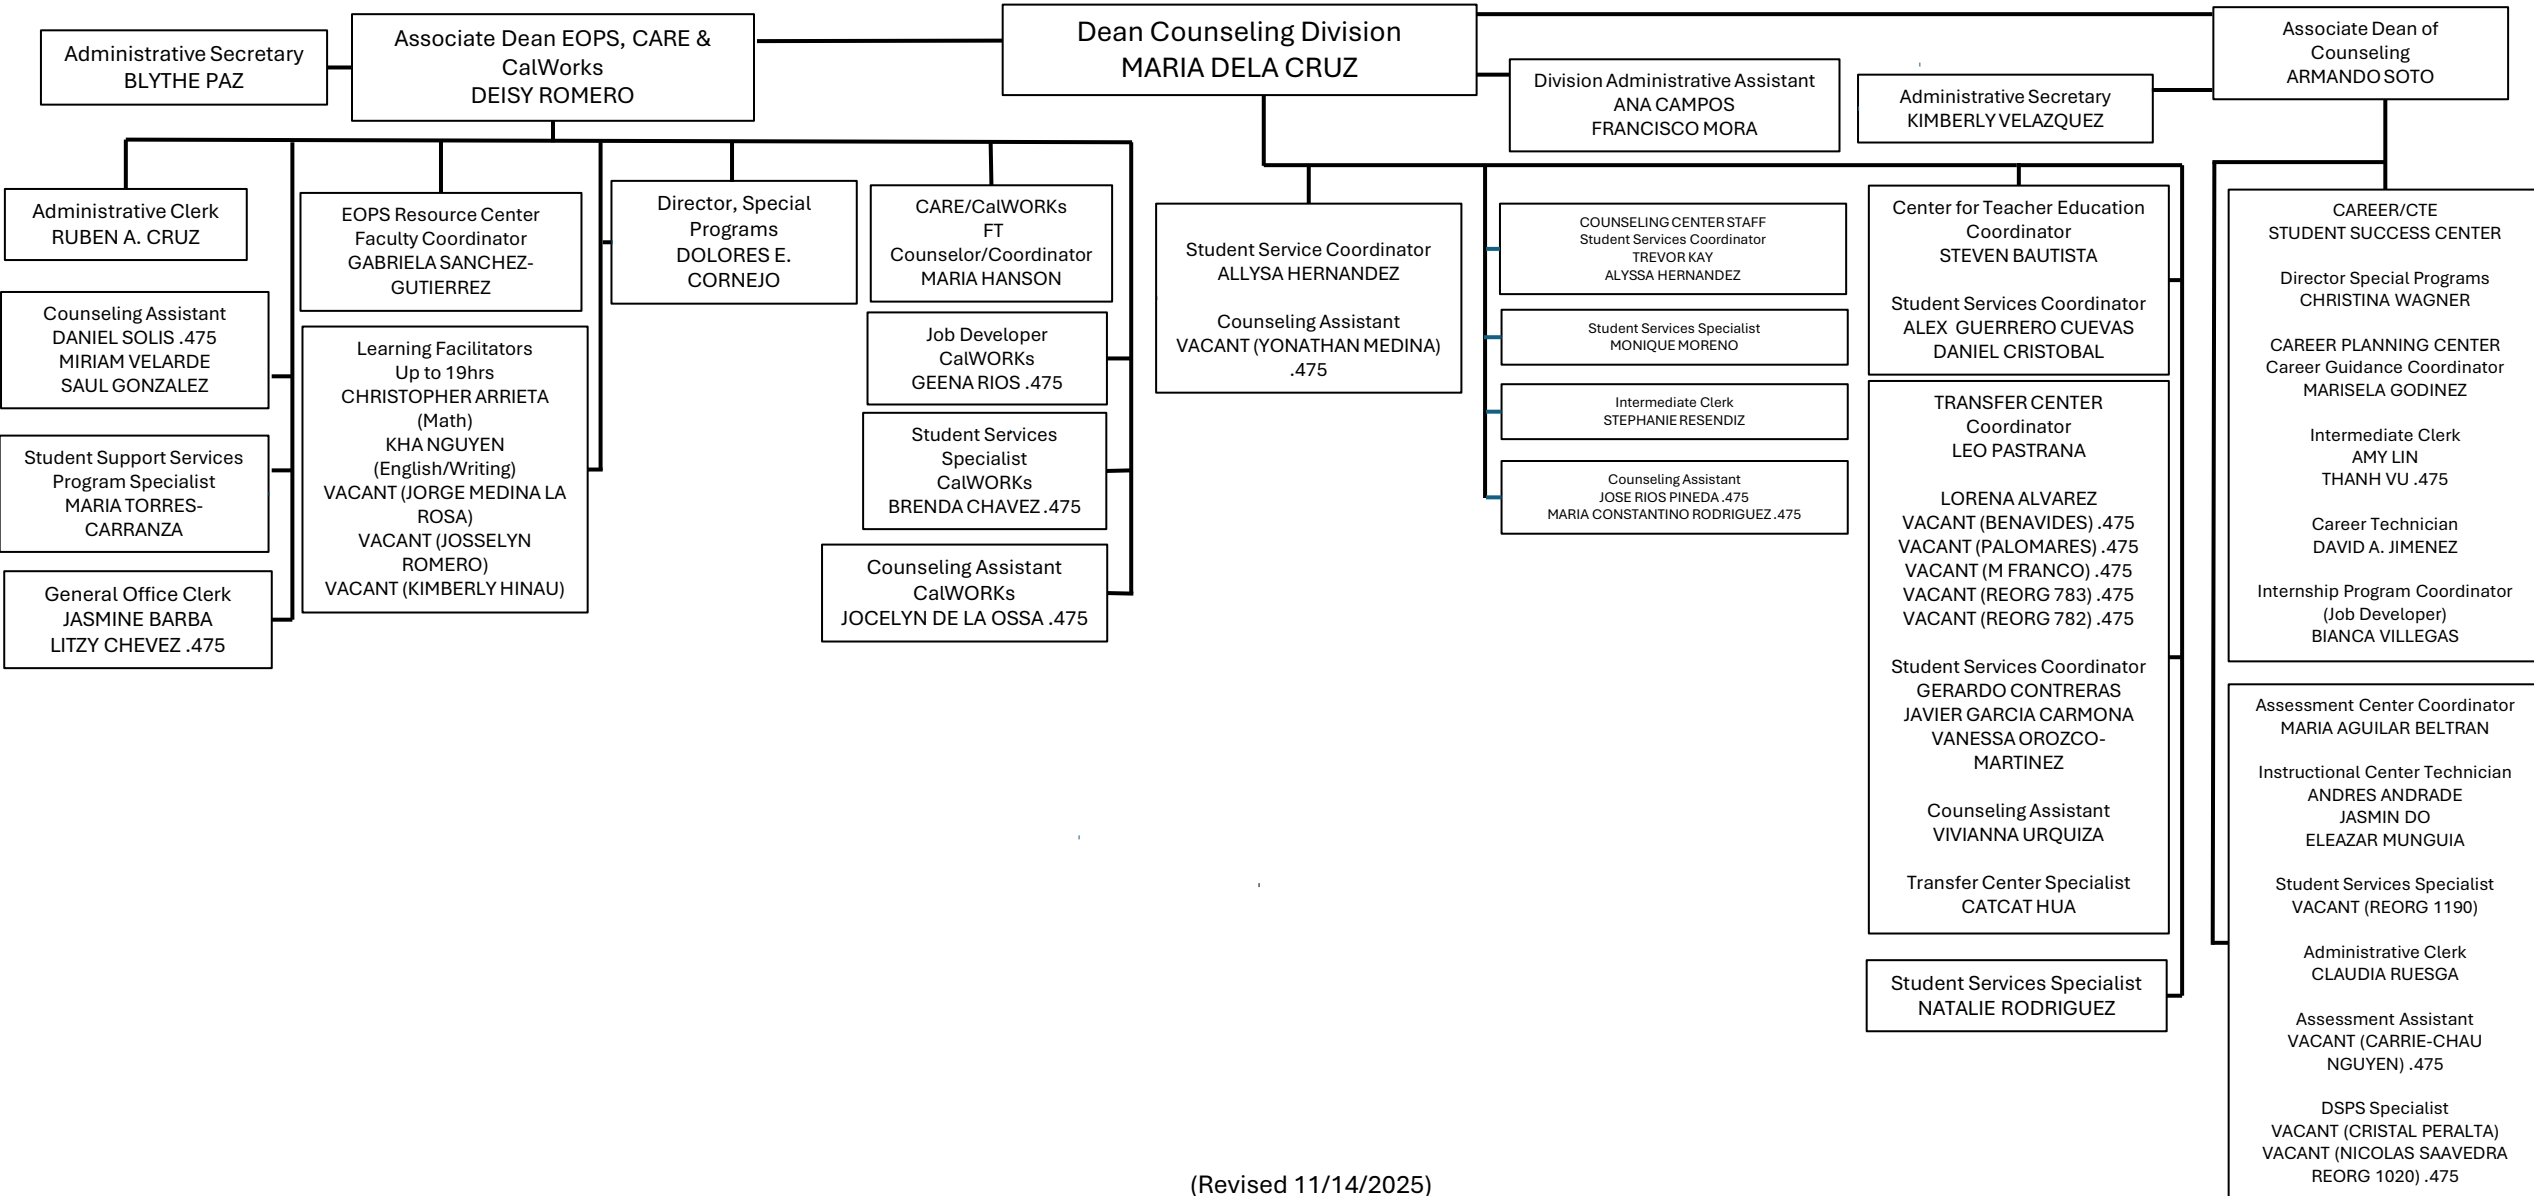 Administrative Secretary
BLYTHE PAZ
Associate Dean EOPS, CARE &
CalWorks
DEISY ROMERO
Dean Counseling Division
MARIA DELA CRUZ
Division Administrative Assistant
ANA CAMPOS
FRANCISCO MORA
Administrative Secretary
KIMBERLY VELAZQUEZ
Associate Dean of
Counseling
ARMANDO SOTO
Administrative Clerk
RUBEN A. CRUZ
Counseling Assistant
DANIEL SOLIS .475
MIRIAM VELARDE
SAUL GONZALEZ
Student Support Services
Program Specialist
MARIA TORRES-
CARRANZA
General Office Clerk
JASMINE BARBA
LITZY CHEVEZ .475
EOPS Resource Center
Faculty Coordinator
GABRIELA SANCHEZ-
GUTIERREZ
Learning Facilitators
Up to 19hrs
CHRISTOPHER ARRIETA
(Math)
KHA NGUYEN
(English/Writing)
VACANT (JORGE MEDINA LA
ROSA)
VACANT (JOSSELYN
ROMERO)
VACANT (KIMBERLY HINAU)
Director, Special
Programs
DOLORES E.
CORNEJO
CARE/CalWORKs
FT
Counselor/Coordinator
MARIA HANSON
Job Developer
CalWORKs
GEENA RIOS .475
Student Services
Specialist
CalWORKs
BRENDA CHAVEZ .475
Counseling Assistant
CalWORKs
JOCELYN DE LA OSSA .475
Student Service Coordinator
ALLYSA HERNANDEZ
Counseling Assistant
VACANT (YONATHAN MEDINA)
.475
COUNSELING CENTER STAFF
Student Services Coordinator
TREVOR KAY
ALYSSA HERNANDEZ
Student Services Specialist
MONIQUE MORENO
Intermediate Clerk
STEPHANIE RESENDIZ
Counseling Assistant
JOSE RIOS PINEDA .475
MARIA CONSTANTINO RODRIGUEZ .475
Center for Teacher Education
Coordinator
STEVEN BAUTISTA
Student Services Coordinator
ALEX GUERRERO CUEVAS
DANIEL CRISTOBAL
TRANSFER CENTER
Coordinator
LEO PASTRANA
LORENA ALVAREZ
VACANT (BENAVIDES) .475
VACANT (PALOMARES) .475
VACANT (M FRANCO) .475
VACANT (REORG 783) .475
VACANT (REORG 782) .475
Student Services Coordinator
GERARDO CONTRERAS
JAVIER GARCIA CARMONA
VANESSA OROZCO-
MARTINEZ
Counseling Assistant
VIVIANNA URQUIZA
Transfer Center Specialist
CATCAT HUA
Student Services Specialist
NATALIE RODRIGUEZ
CAREER/CTE
STUDENT SUCCESS CENTER
Director Special Programs
CHRISTINA WAGNER
CAREER PLANNING CENTER
Career Guidance Coordinator
MARISELA GODINEZ
Intermediate Clerk
AMY LIN
THANH VU .475
Career Technician
DAVID A. JIMENEZ
Internship Program Coordinator
(Job Developer)
BIANCA VILLEGAS
Assessment Center Coordinator
MARIA AGUILAR BELTRAN
Instructional Center Technician
ANDRES ANDRADE
JASMIN DO
ELEAZAR MUNGUIA
Student Services Specialist
VACANT (REORG 1190)
Administrative Clerk
CLAUDIA RUESGA
Assessment Assistant
VACANT (CARRIE-CHAU
NGUYEN) .475
DSPS Specialist
VACANT (CRISTAL PERALTA)
VACANT (NICOLAS SAAVEDRA
REORG 1020) .475
(Revised 11/14/2025)